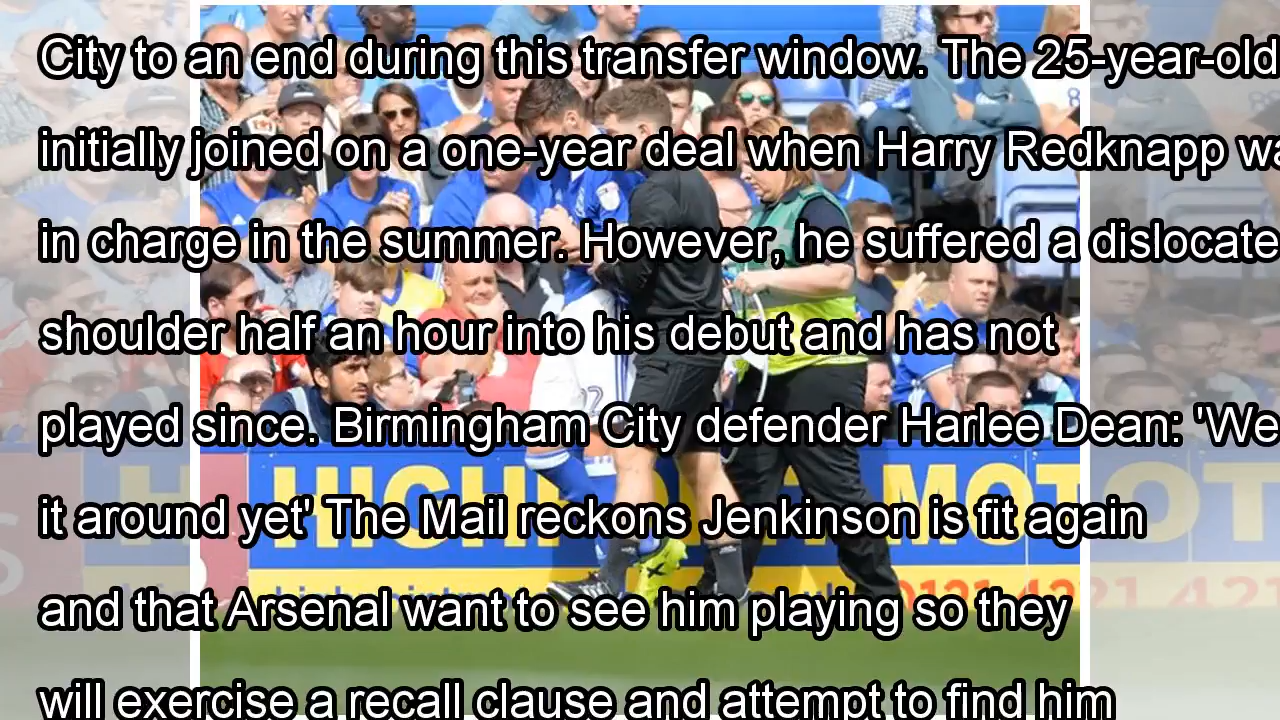 City to an end during this transfer window. The 25-year-old
initially joined on a one-year deal when Harry Redknapp
in charge in the summer. However, he suffered a
shoulder half an hour into his debut and has not
played since. Birmingham City defender Harlee Dean: 'We
it around yet' The Mail reckons Jenkinson is fit again
and that Arsenal want to see him playing so they
will exercise a recall clause and attempt to find him